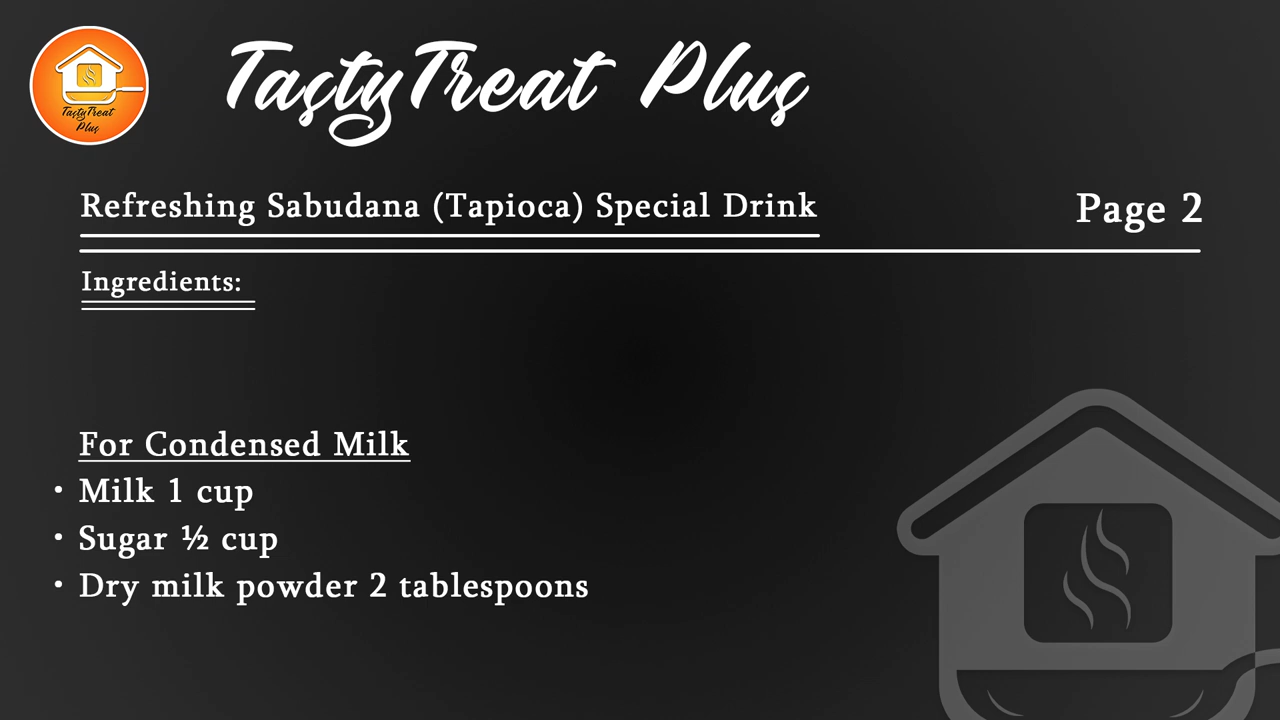 TastyTreat Plus
TastyTreat
Plus
Refreshing Sabudana (Tapioca) Special Drink
Page 2
Ingredients:
For Condensed Milk
• Milk 1 cup
• Sugar ½ cup
• Dry milk powder 2 tablespoons